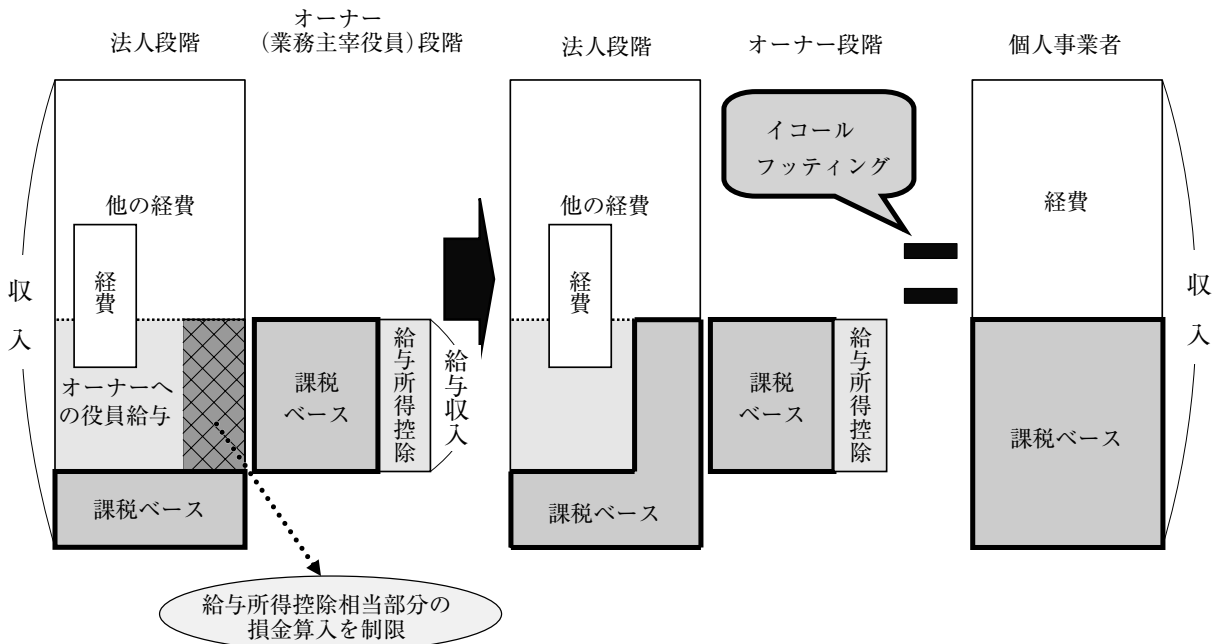 オーナー
法人段階
(業務主宰役員)段階
法人段階
オーナー段階
個人事業者
収入
他の経費
経費
オーナーへ
の役員給与
課税ベース
課税
ベース
給与所得控除
給与収入
給与所得控除相当部分の
損金算入を制限
他の経費
経費
課税ベース
課税
ベース
給与所得控除
イコール
フッティング
経費
課税ベース
収入